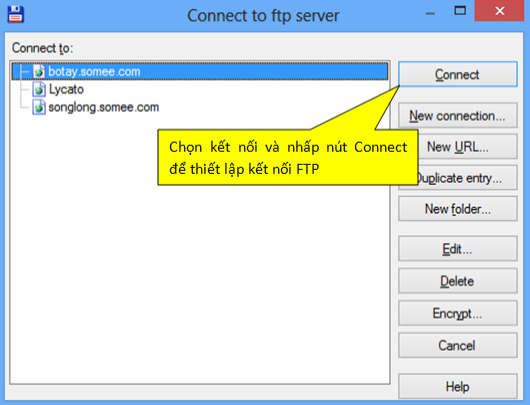 Connect to ftp server
Connect to:
botay.somee.com
Lycato
songlong.somee.com
Chọn kết nối và nhấp nút Connect
để thiết lập kết nối FTP
Connect
New connection...
New URL...
Duplicate entry...
New folder...
Edit...
Delete
Encrypt...
Cancel
Help